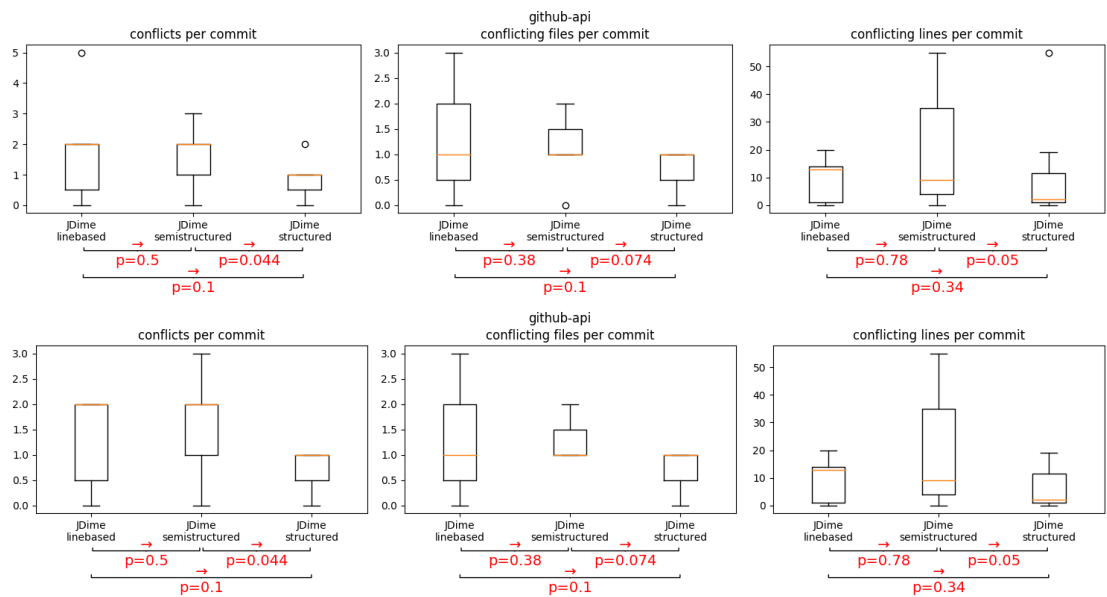 github-api
conflicts per commit
conflicting files per commit
conflicting lines per commit
5
4
3
2
1
0
JDime
linebased
JDime
semistructured
JDime
structured
→
p=0.5
→
p=0.044
→
p=0.1
3.0
2.5
2.0
1.5
1.0
0.5
0.0
JDime
linebased
JDime
semistructured
JDime
structured
→
p=0.38
→
p=0.074
→
p=0.1
50
40
30
20
10
0
JDime
linebased
JDime
semistructured
JDime
structured
→
p=0.78
→
p=0.05
→
p=0.34
github-api
conflicts per commit
conflicting files per commit
conflicting lines per commit
3.0
2.5
2.0
1.5
1.0
0.5
0.0
JDime
linebased
JDime
semistructured
JDime
structured
→
p=0.5
→
p=0.044
→
p=0.1
3.0
2.5
2.0
1.5
1.0
0.5
0.0
JDime
linebased
JDime
semistructured
JDime
structured
→
p=0.38
→
p=0.074
→
p=0.1
50
40
30
20
10
0
JDime
linebased
JDime
semistructured
JDime
structured
→
p=0.78
→
p=0.05
→
p=0.34